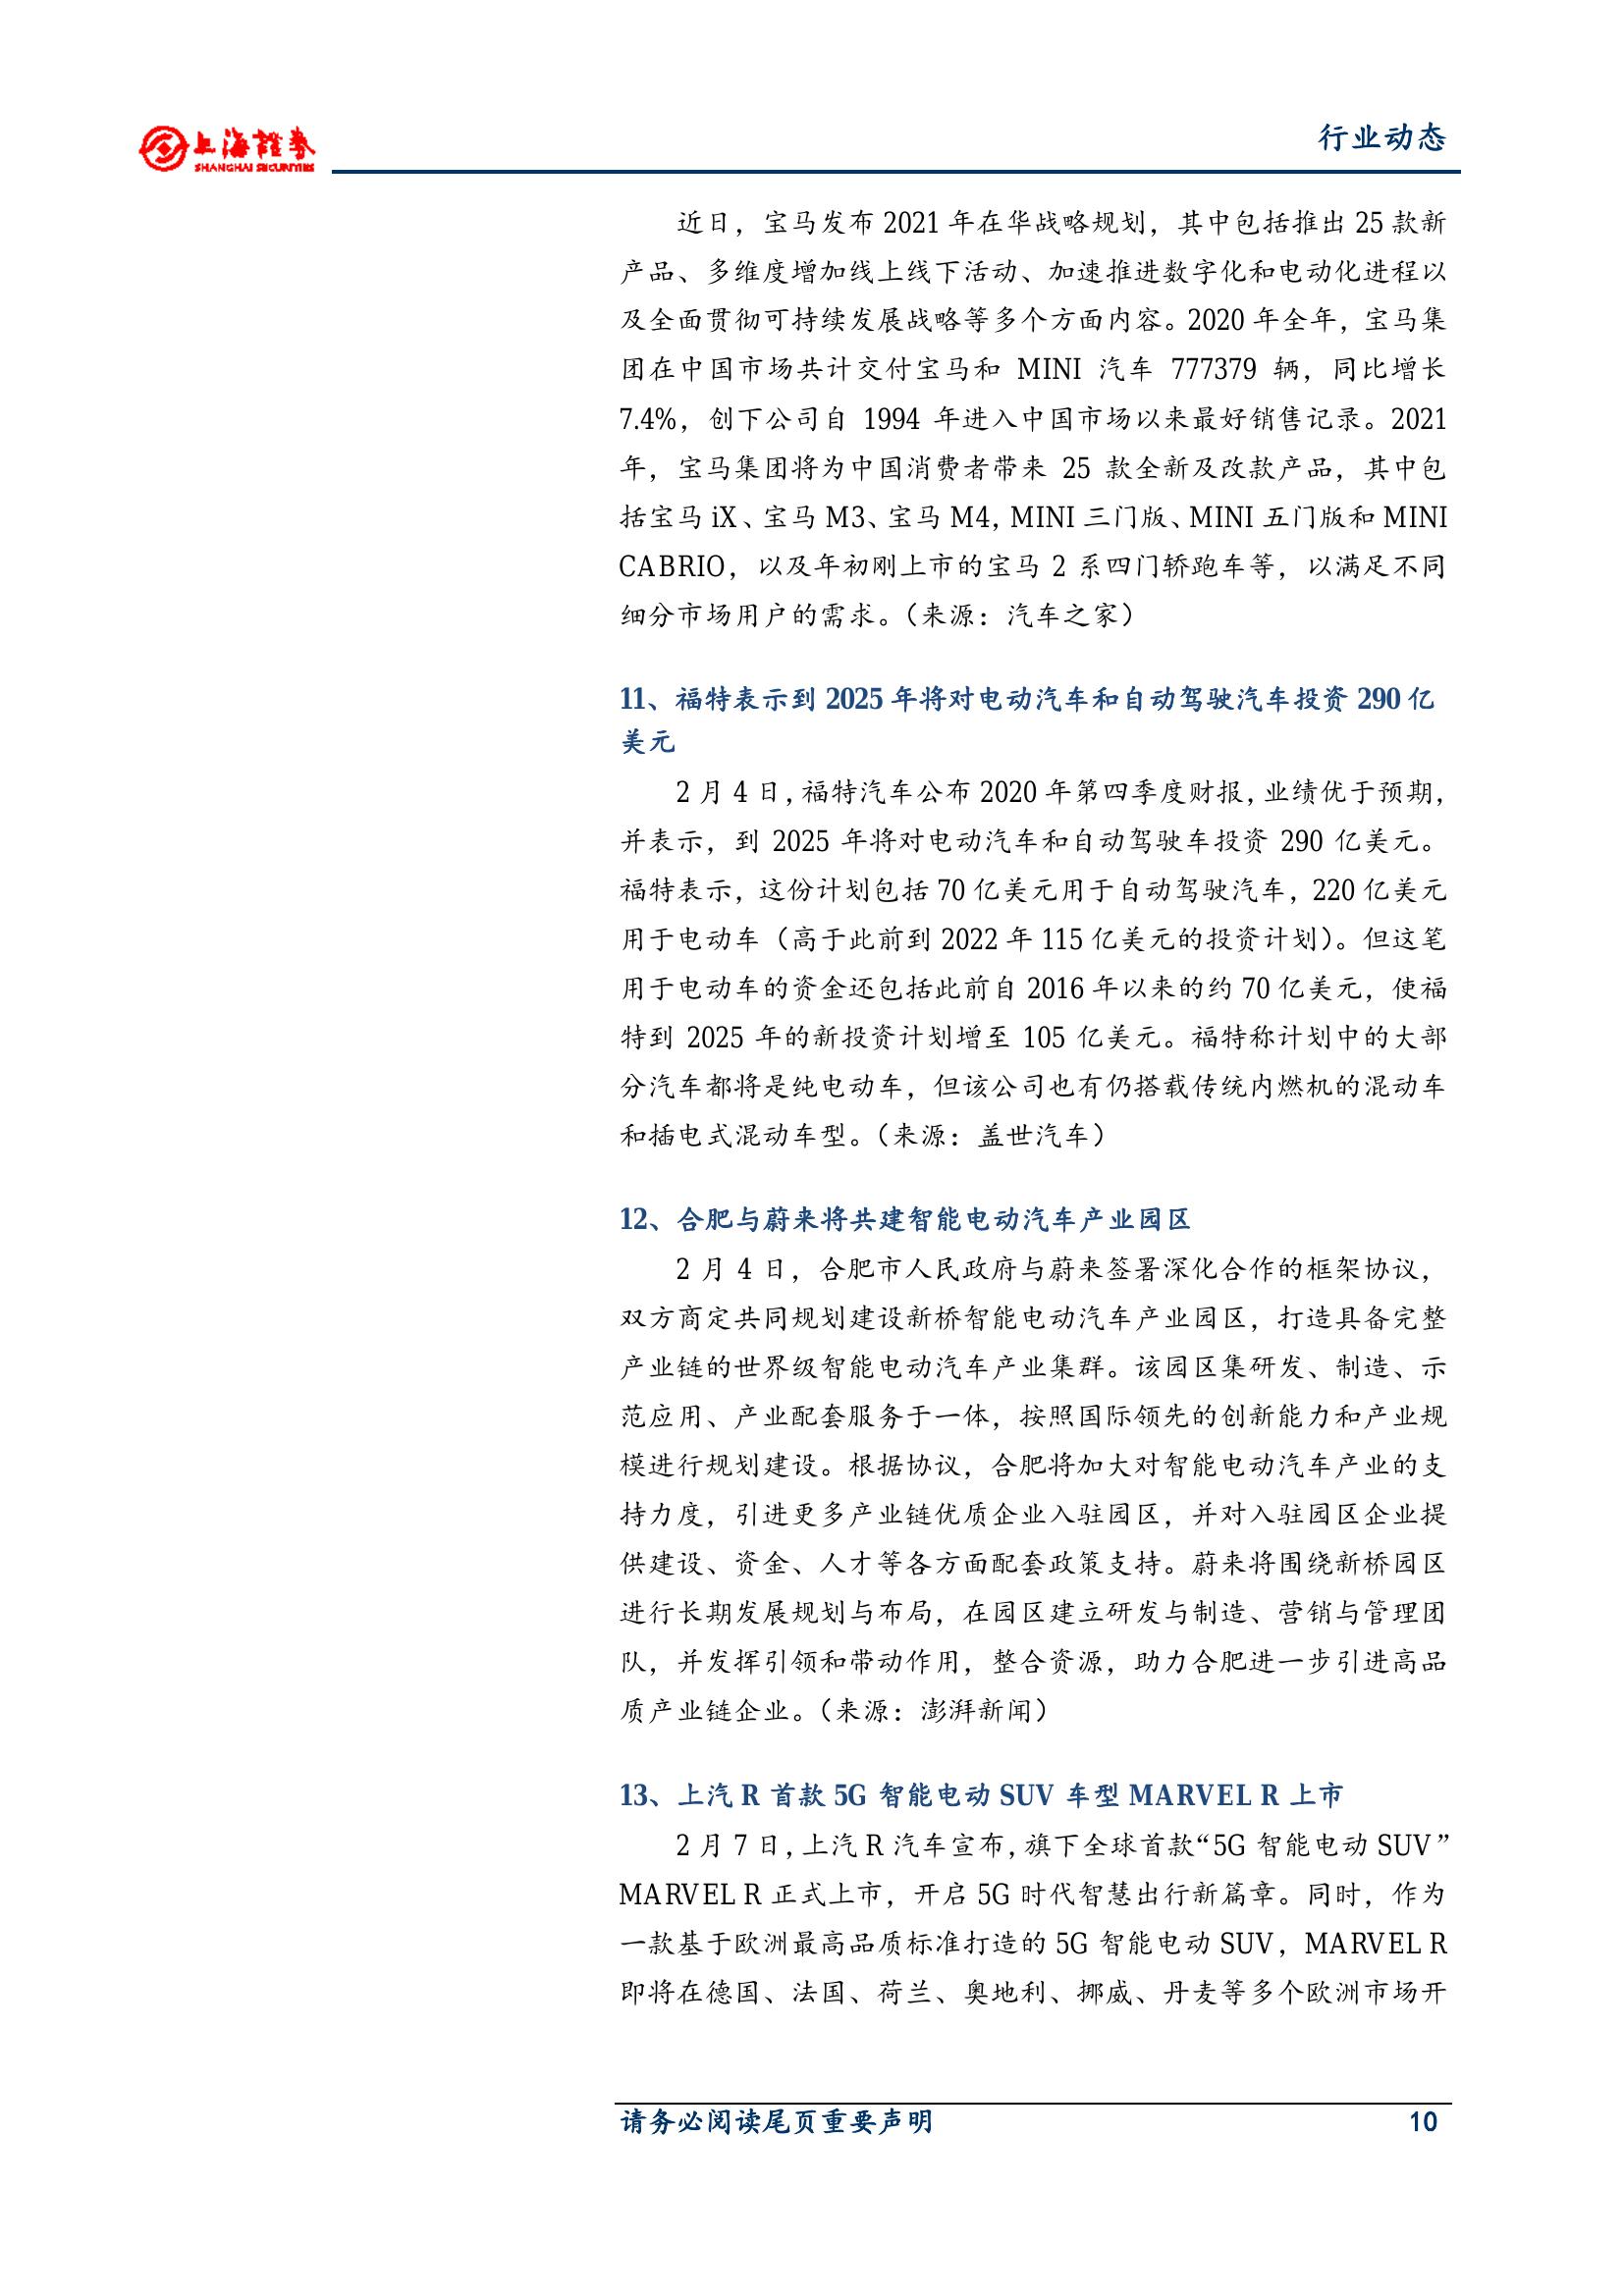 上海證券
SHANGHAI SECURITIES
行业动态
近日，宝马发布 2021 年在华战略规划，其中包括推出 25 款新
产品、多维度增加线上线下活动、加速推进数字化和电动化进程以
及全面贯彻可持续发展战略等多个方面内容。2020 年全年，宝马集
团在中国市场共计交付宝马和 MINI 汽车 777379 辆，同比增长
7.4%，创下公司自 1994 年进入中国市场以来最好销售记录。2021
年，宝马集团将为中国消费者带来 25 款全新及改款产品，其中包
括宝马 iX、宝马 M3、宝马 M4，MINI 三门版、MINI 五门版和 MINI
CABRIO，以及年初刚上市的宝马 2 系四门轿跑车等，以满足不同
细分市场用户的需求。（来源：汽车之家）
11、福特表示到 2025 年将对电动汽车和自动驾驶汽车投资 290 亿
美元
2 月 4 日，福特汽车公布 2020 年第四季度财报，业绩优于预期，
并表示，到 2025 年将对电动汽车和自动驾驶车投资 290 亿美元。
福特表示，这份计划包括 70 亿美元用于自动驾驶汽车，220 亿美元
用于电动车（高于此前到 2022 年 115 亿美元的投资计划）。但这笔
用于电动车的资金还包括此前自 2016 年以来的约 70 亿美元，使福
特到 2025 年的新投资计划增至 105 亿美元。福特称计划中的大部
分汽车都将是纯电动车，但该公司也有仍搭载传统内燃机的混动车
和插电式混动车型。（来源：盖世汽车）
12、合肥与蔚来将共建智能电动汽车产业园区
2 月 4 日，合肥市人民政府与蔚来签署深化合作的框架协议，
双方商定共同规划建设新桥智能电动汽车产业园区，打造具备完整
产业链的世界级智能电动汽车产业集群。该园区集研发、制造、示
范应用、产业配套服务于一体，按照国际领先的创新能力和产业规
模进行规划建设。根据协议，合肥将加大对智能电动汽车产业的支
持力度，引进更多产业链优质企业入驻园区，并对入驻园区企业提
供建设、资金、人才等各方面配套政策支持。蔚来将围绕新桥园区
进行长期发展规划与布局，在园区建立研发与制造、营销与管理团
队，并发挥引领和带动作用，整合资源，助力合肥进一步引进高品
质产业链企业。（来源：澎湃新闻）
13、上汽 R 首款 5G 智能电动 SUV 车型 MARVEL R 上市
2 月 7 日，上汽 R 汽车宣布，旗下全球首款“5G 智能电动 SUV”
MARVEL R 正式上市，开启 5G 时代智慧出行新篇章。同时，作为
一款基于欧洲最高品质标准打造的 5G 智能电动 SUV，MARVEL R
即将在德国、法国、荷兰、奥地利、挪威、丹麦等多个欧洲市场开
请务必阅读尾页重要声明 10